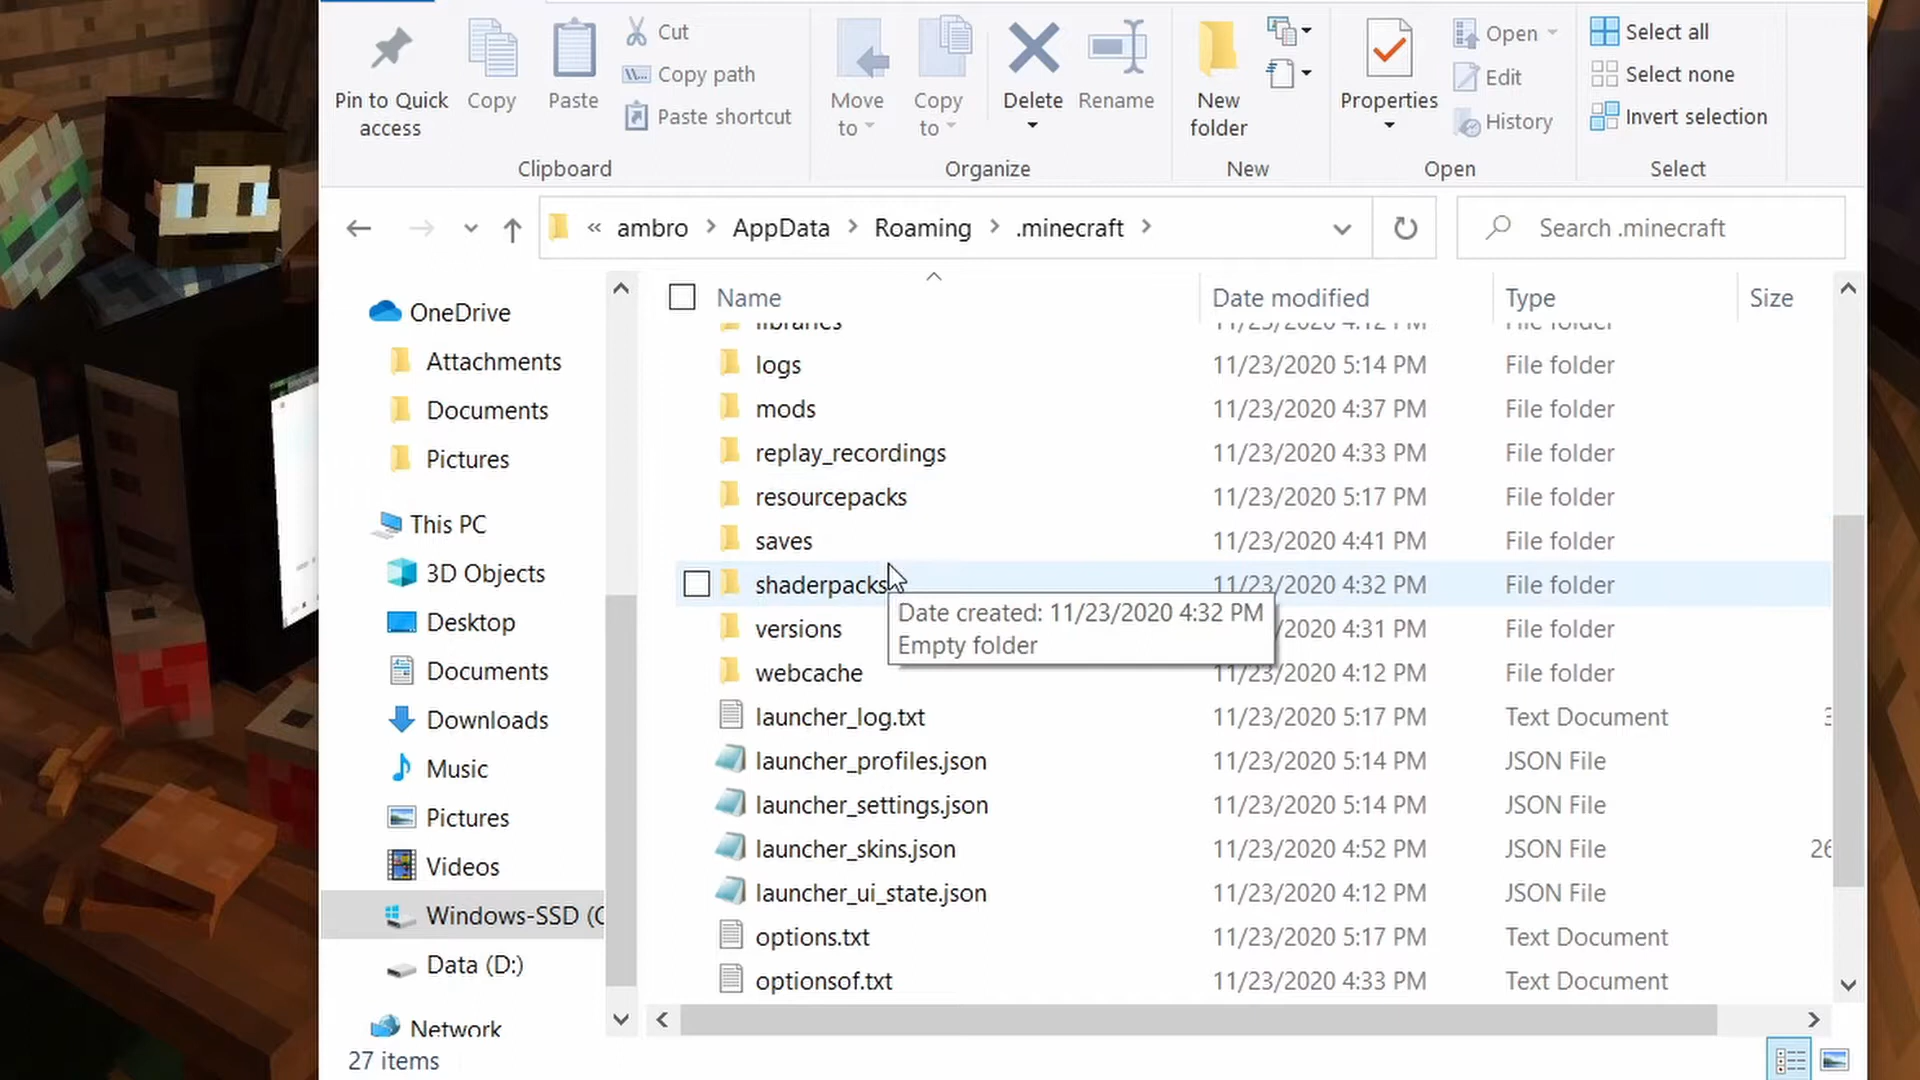 Pin to Quick access
Copy
Paste
Cut
Copy path
Paste shortcut
Clipboard
Move to
Copy to
Delete
Rename
Organize
New folder
New
Properties
Open
Edit
History
Open
Select all
Select none
Invert selection
Select
« ambro > AppData > Roaming > .minecraft >
Search .minecraft
OneDrive
Attachments
Documents
Pictures
This PC
3D Objects
Desktop
Documents
Downloads
Music
Pictures
Videos
Windows-SSD (C
Data (D:)
Network
Name Date modified Type Size
libraries 11/23/2020 4:12 PM File folder
logs 11/23/2020 5:14 PM File folder
mods 11/23/2020 4:37 PM File folder
replay_recordings 11/23/2020 4:33 PM File folder
resourcepacks 11/23/2020 5:17 PM File folder
saves 11/23/2020 4:41 PM File folder
shaderpacks 11/23/2020 4:32 PM File folder
Date created: 11/23/2020 4:32 PM
Empty folder
versions /2020 4:31 PM File folder
webcache 11/23/2020 4:12 PM File folder
launcher_log.txt 11/23/2020 5:17 PM Text Document
launcher_profiles.json 11/23/2020 5:14 PM JSON File
launcher_settings.json 11/23/2020 5:14 PM JSON File
launcher_skins.json 11/23/2020 4:52 PM JSON File 26
launcher_ui_state.json 11/23/2020 4:12 PM JSON File
options.txt 11/23/2020 5:17 PM Text Document
optionsof.txt 11/23/2020 4:33 PM Text Document
27 items